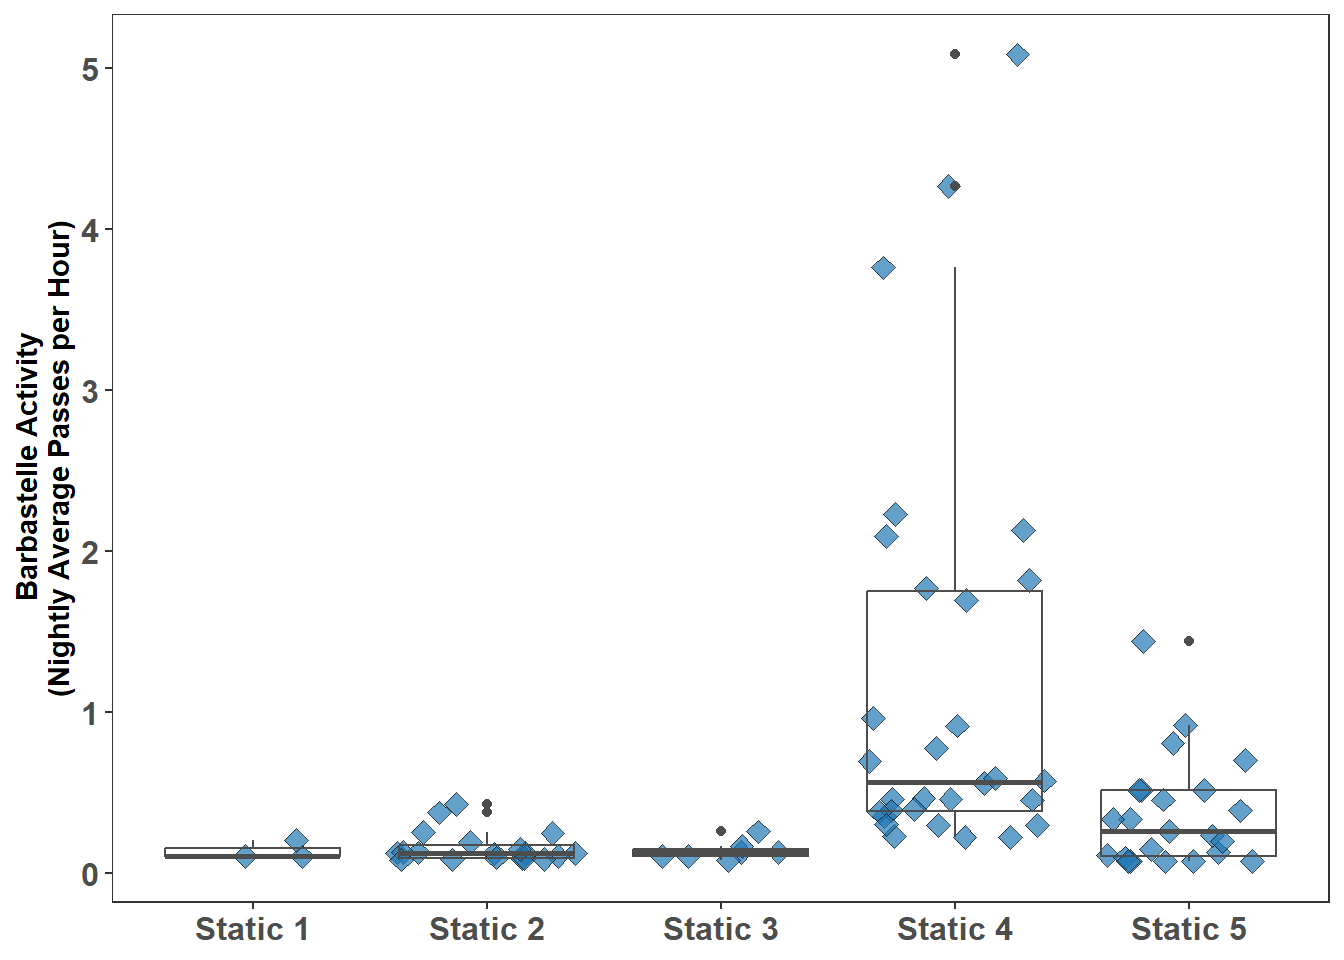 Barbastelle Activity
(Nightly Average Passes per Hour)
5
4
3
2
1
0
Static 1
Static 2
Static 3
Static 4
Static 5